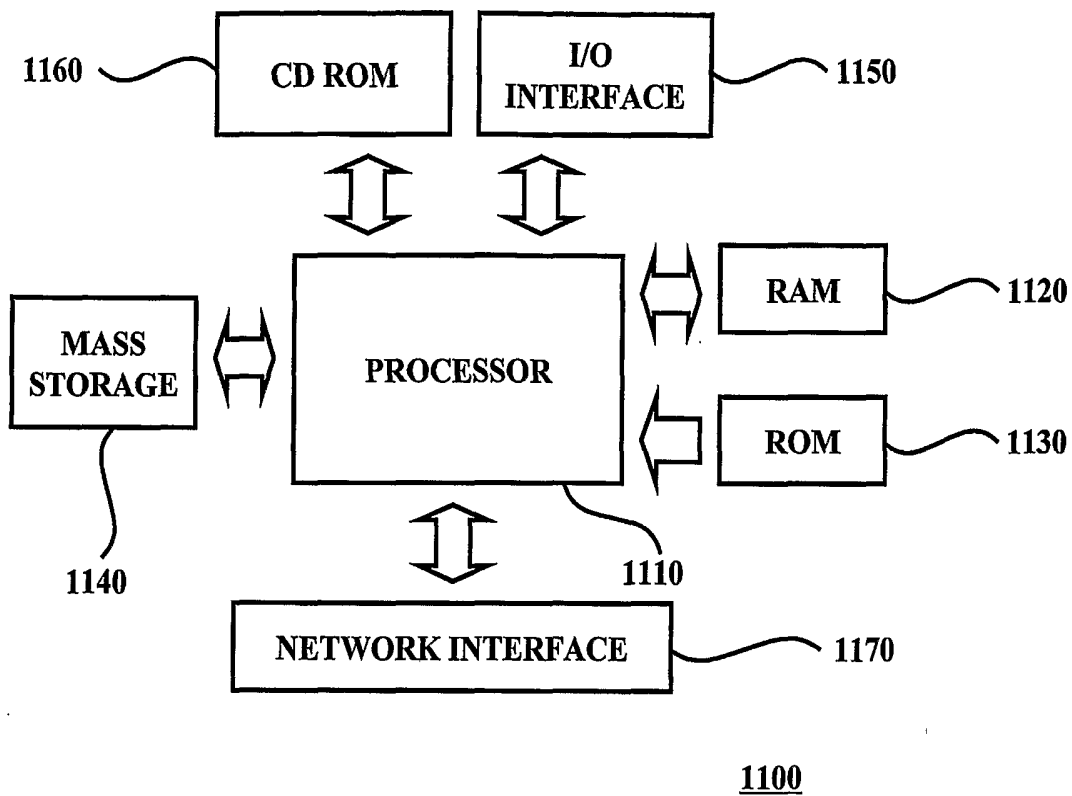 1160
CD ROM
I/O
INTERFACE
1150
RAM
1120
MASS
STORAGE
PROCESSOR
ROM
1130
1140
1110
NETWORK INTERFACE
1170
1100